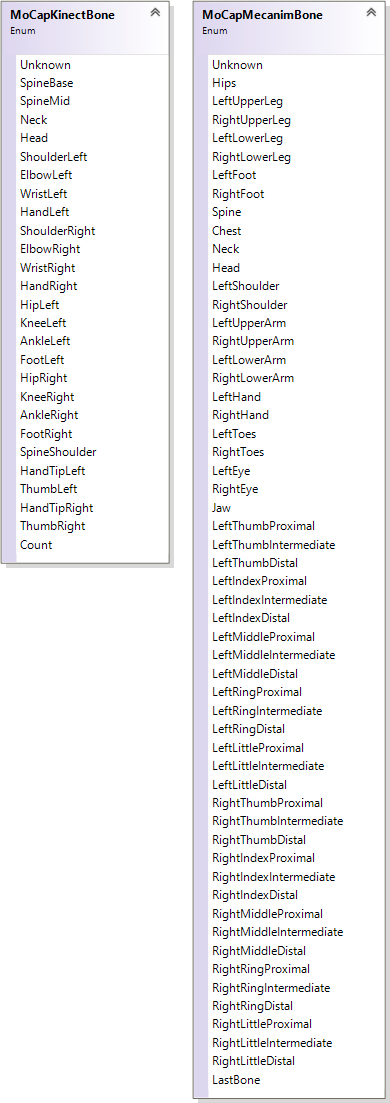 MoCapKinectBone
Enum
Unknown
SpineBase
SpineMid
Neck
Head
ShoulderLeft
ElbowLeft
WristLeft
HandLeft
ShoulderRight
ElbowRight
WristRight
HandRight
HipLeft
KneeLeft
AnkleLeft
FootLeft
HipRight
KneeRight
AnkleRight
FootRight
SpineShoulder
HandTipLeft
ThumbLeft
HandTipRight
ThumbRight
Count
MoCapMecanimBone
Enum
Unknown
Hips
LeftUpperLeg
RightUpperLeg
LeftLowerLeg
RightLowerLeg
LeftFoot
RightFoot
Spine
Chest
Neck
Head
LeftShoulder
RightShoulder
LeftUpperArm
RightUpperArm
LeftLowerArm
RightLowerArm
LeftHand
RightHand
LeftToes
RightToes
LeftEye
RightEye
Jaw
LeftThumbProximal
LeftThumbIntermediate
LeftThumbDistal
LeftIndexProximal
LeftIndexIntermediate
LeftIndexDistal
LeftMiddleProximal
LeftMiddleIntermediate
LeftMiddleDistal
LeftRingProximal
LeftRingIntermediate
LeftRingDistal
LeftLittleProximal
LeftLittleIntermediate
LeftLittleDistal
RightThumbProximal
RightThumbIntermediate
RightThumbDistal
RightIndexProximal
RightIndexIntermediate
RightIndexDistal
RightMiddleProximal
RightMiddleIntermediate
RightMiddleDistal
RightRingProximal
RightRingIntermediate
RightRingDistal
RightLittleProximal
RightLittleIntermediate
RightLittleDistal
LastBone